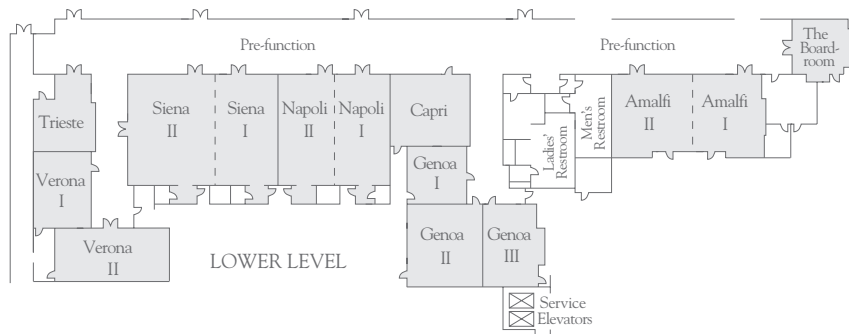 The
Board-
room
Pre-function
Pre-function
Trieste
Siena
II
Siena
I
Napoli
II
Napoli
I
Capri
Ladies'
Restroom
Men's
Restroom
Amalfi
II
Amalfi
I
Verona
I
Genoa
I
Verona
II
LOWER LEVEL
Genoa
II
Genoa
III
Service
Elevators